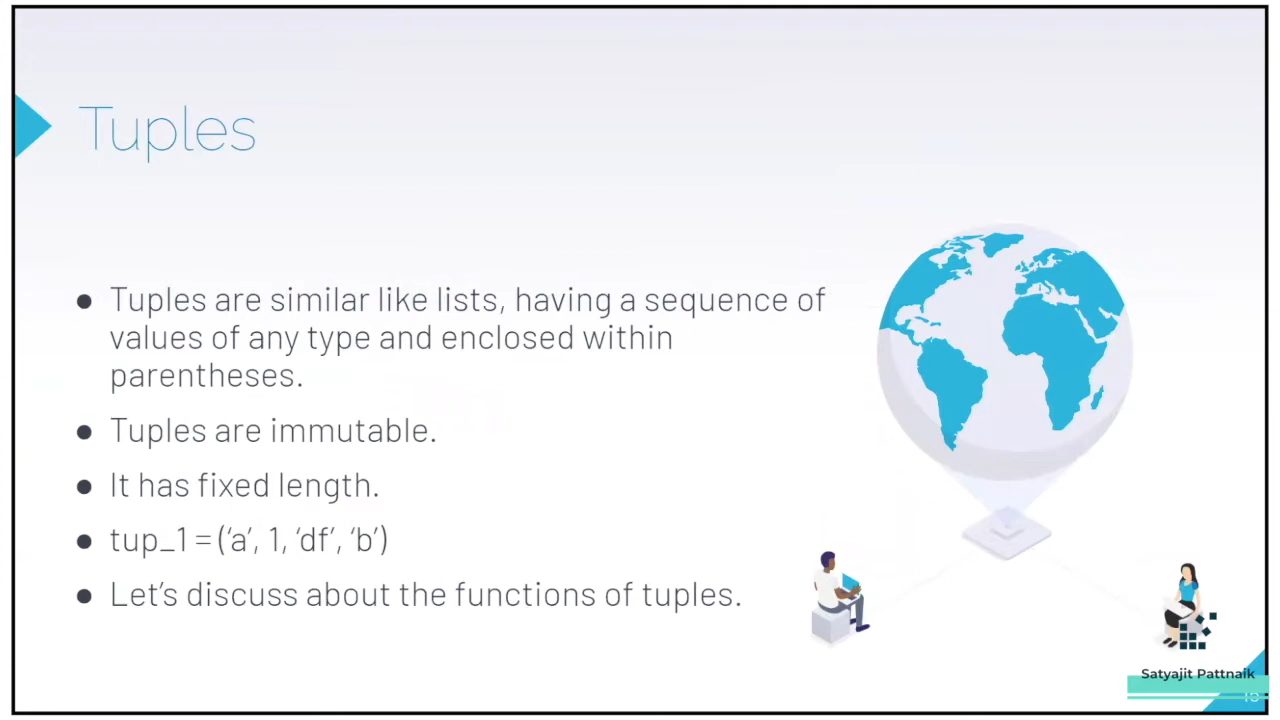 Tuples
● Tuples are similar like lists, having a sequence of
values of any type and enclosed within
parentheses.
● Tuples are immutable.
● It has fixed length.
● tup_1 = (‘a’, 1, ‘df’, ‘b’)
● Let’s discuss about the functions of tuples.
Satyajit Pattnaik